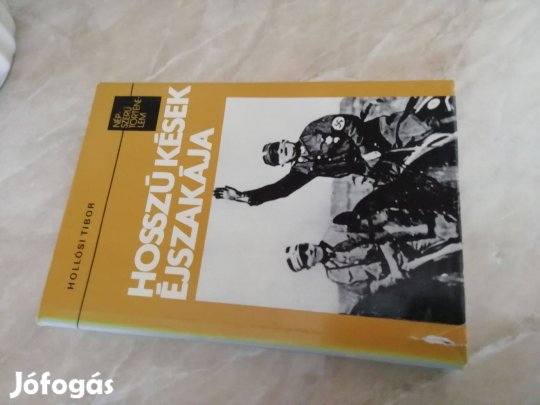 NÉP-
SZERŰ
TÖRTÉNE-
LEM
HOLLÓSI TIBOR
HOSSZÚ KÉSEK
ÉJSZAKÁJA
Jófogás